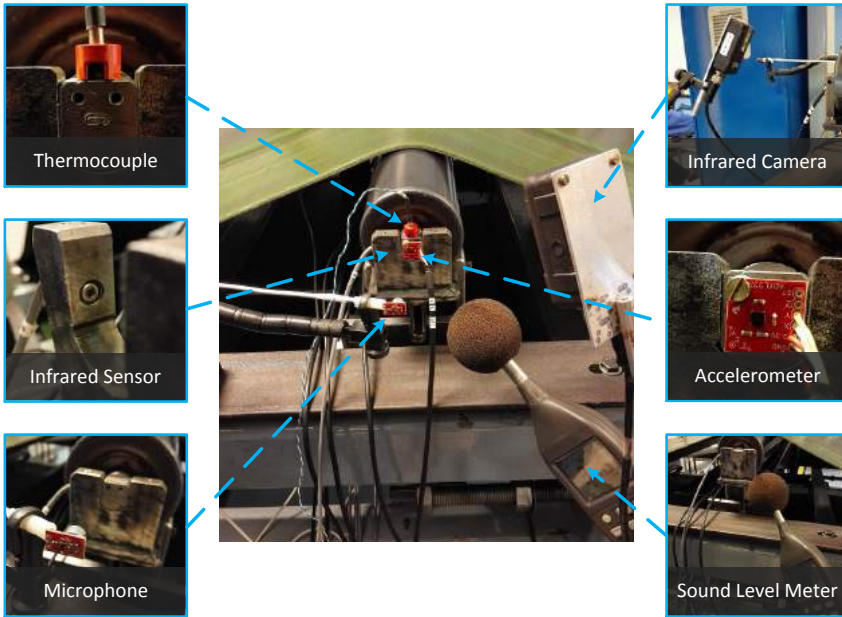 Thermocouple
Infrared Camera
Infrared Sensor
Accelerometer
Microphone
Sound Level Meter